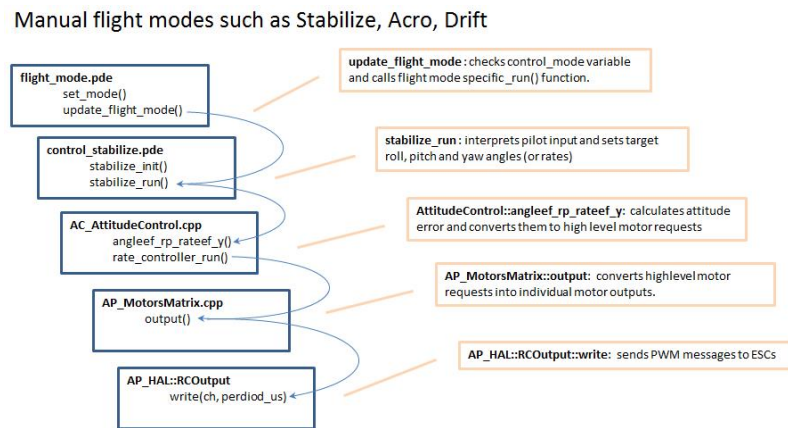 Manual flight modes such as Stabilize, Acro, Drift
flight_mode.pde
set_mode()
update_flight_mode()
update_flight_mode : checks control_mode variable
and calls flight mode specific_run() function.
control_stabilize.pde
stabilize_init()
stabilize_run()
stabilize_run : interprets pilot input and sets target
roll, pitch and yaw angles (or rates)
AC_AttitudeControl.cpp
angleef_rp_rateef_y()
rate_controller_run()
AttitudeControl::angleef_rp_rateef_y: calculates attitude
error and converts them to high level motor requests
AP_MotorsMatrix.cpp
output()
AP_MotorsMatrix::output: converts highlevel motor
requests into individual motor outputs.
AP_HAL::RCOutput
write(ch, perdiod_us)
AP_HAL::RCOutput::write: sends PWM messages to ESCs